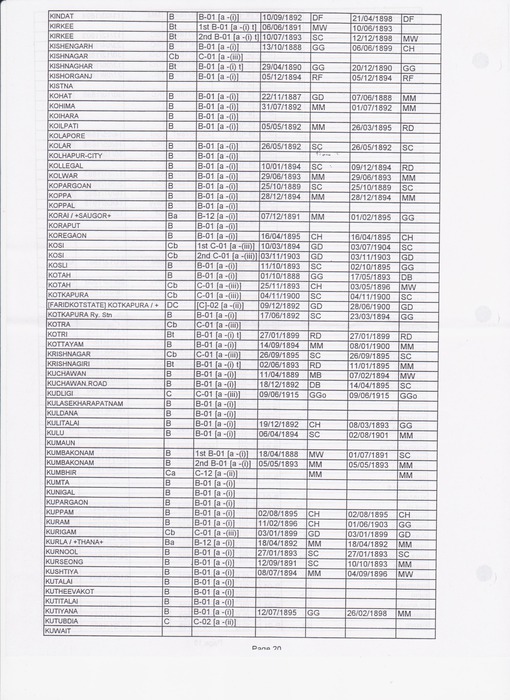 KINDAT B B-01 [a -(i)] 10/09/1892 DF 21/04/1898 DF
KIRKEE Bt 1st B-01 [a -(i) t] 06/06/1891 MW 10/06/1893
KIRKEE Bt 2nd B-01 [a -(i) t] 10/07/1893 SC 12/12/1898 MW
KISHENGARH B B-01 [a -(i)] 13/10/1888 GG 06/06/1899 CH
KISHNAGAR Cb C-01 [a -(iii)]
KISHNAGHAR Bt B-01 [a -(i) t] 29/04/1890 GG 20/12/1890 GG
KISHORGANJ B B-01 [a -(i)] 05/12/1894 RF 05/12/1894 RF
KISTNA
KOHAT B B-01 [a -(i)] 22/11/1887 GD 07/06/1888 MM
KOHIMA B B-01 [a -(i)] 31/07/1892 MM 01/07/1892 MM
KOIHARA B B-01 [a -(i)]
KOILPATI B B-01 [a -(i)] 05/05/1892 MM 26/03/1895 RD
KOLAPORE
KOLAR B B-01 [a -(i)] 26/05/1892 SC 26/05/1892 SC
KOLHAPUR-CITY B B-01 [a -(i)]
KOLLEGAL B B-01 [a -(i)] 10/01/1894 SC 09/12/1894 RD
KOLWAR B B-01 [a -(i)] 29/06/1893 MM 29/06/1893 MM
KOPARGOAN B B-01 [a -(i)] 25/10/1889 SC 25/10/1889 SC
KOPPA B B-01 [a -(i)] 28/12/1894 MM 28/12/1894 MM
KOPPAL B B-01 [a -(i)]
KORAI / +SAUGOR+ Ba B-12 [a -(i)] 07/12/1891 MM 01/02/1895 GG
KORAPUT B B-01 [a -(i)]
KOREGAON B B-01 [a -(i)] 16/04/1895 CH 16/04/1895 CH
KOSI Cb 1st C-01 [a -(iii)] 10/03/1894 GD 03/07/1904 SC
KOSI Cb 2nd C-01 [a -(iii)] 03/11/1903 GD 03/11/1903 GD
KOSLI B B-01 [a -(i)] 11/10/1893 SC 02/10/1895 GG
KOTAH B B-01 [a -(i)] 01/10/1888 GG 17/05/1893 DB
KOTAH Cb C-01 [a -(iii)] 25/11/1893 CH 03/05/1896 MW
KOTKAPURA Cb C-01 [a -(iii)] 04/11/1900 SC 04/11/1900 SC
[FARIDKOTSTATE] KOTKAPURA / + DC [C]-02 [a -(ii)] 09/12/1892 GD 28/06/1900 GD
KOTKAPURA Ry. Stn B B-01 [a -(i)] 17/06/1892 SC 23/03/1894 GG
KOTRA Cb C-01 [a -(iii)]
KOTRI Bt B-01 [a -(i) t] 27/01/1899 RD 27/01/1899 RD
KOTTAYAM B B-01 [a -(i)] 14/09/1894 MM 08/01/1900 MM
KRISHNAGAR Cb C-01 [a -(iii)] 26/09/1895 SC 26/09/1895 SC
KRISHNAGIRI Bt B-01 [a -(i) t] 02/06/1893 RD 11/01/1895 MM
KUCHAWAN B B-01 [a -(i)] 11/04/1889 MB 07/02/1894 MW
KUCHAWAN.ROAD B B-01 [a -(i)] 18/12/1892 DB 14/04/1895 SC
KUDLIGI C C-01 [a -(iii)] 09/06/1915 GGo 09/06/1915 GGo
KULASEKHARAPATNAM B B-01 [a -(i)]
KULDANA B B-01 [a -(i)]
KULITALAI B B-01 [a -(i)] 19/12/1892 CH 08/03/1893 GG
KULU B B-01 [a -(i)] 06/04/1894 SC 02/08/1901 MM
KUMAUN
KUMBAKONAM B 1st B-01 [a -(i)] 18/04/1888 MW 01/07/1891 SC
KUMBAKONAM B 2nd B-01 [a -(i)] 05/05/1893 MM 05/05/1893 MM
KUMBHIR Ca C-12 [a -(ii)] MM MM
KUMTA B B-01 [a -(i)]
KUNIGAL B B-01 [a -(i)]
KUPARGAON B B-01 [a -(i)]
KUPPAM B B-01 [a -(i)] 02/08/1895 CH 02/08/1895 CH
KURAM B B-01 [a -(i)] 11/02/1896 CH 01/06/1903 GG
KURIGAM Cb C-01 [a -(iii)] 03/01/1899 GD 03/01/1899 GD
KURLA / +THANA+ Ba B-12 [a -(i)] 18/04/1892 MM 18/04/1892 MM
KURNOOL B B-01 [a -(i)] 27/01/1893 SC 27/01/1893 SC
KURSEONG B B-01 [a -(i)] 12/09/1891 SC 10/10/1893 MM
KUSHTIYA B B-01 [a -(i)] 08/07/1894 MM 04/09/1896 MW
KUTALAI B B-01 [a -(i)]
KUTHEEVAKOT B B-01 [a -(i)]
KUTITALAI B B-01 [a -(i)]
KUTIYANA B B-01 [a -(i)] 12/07/1895 GG 26/02/1898 MM
KUTUBDIA C C-02 [a -(ii)]
KUWAIT
Page 20